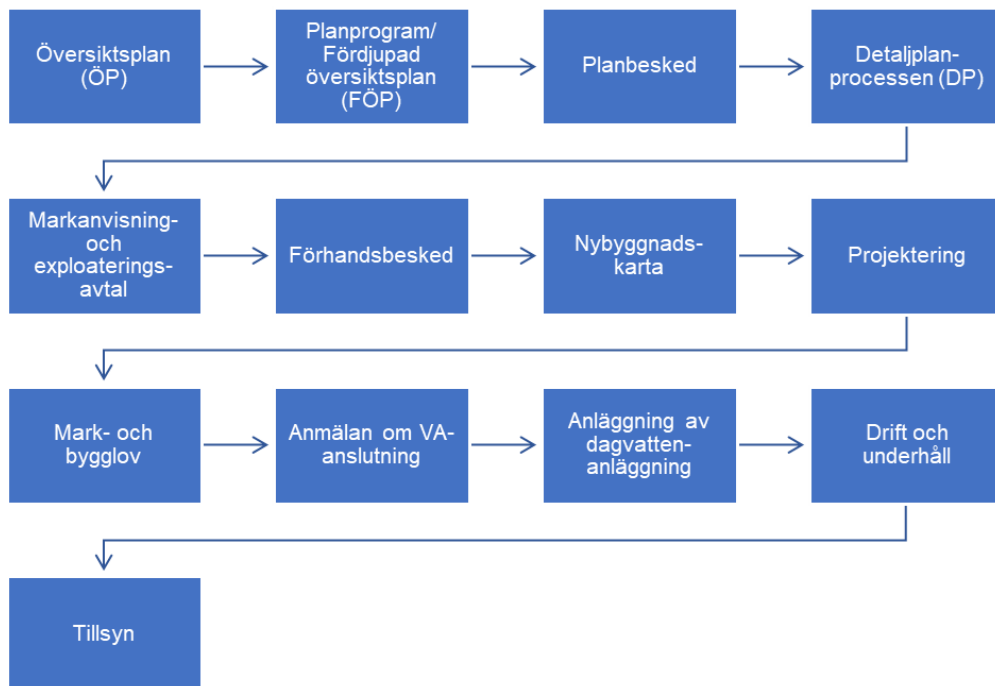 Översiktsplan
(ÖP)
Planprogram/
Fördjupad
översiktsplan
(FÖP)
Planbesked
Detaljplan-
processen (DP)
Markanvisning-
och
exploaterings-
avtal
Förhandsbesked
Nybyggnads-
karta
Projektering
Mark- och
bygglov
Anmälan om VA-
anslutning
Anläggning av
dagvatten-
anläggning
Drift och
underhåll
Tillsyn